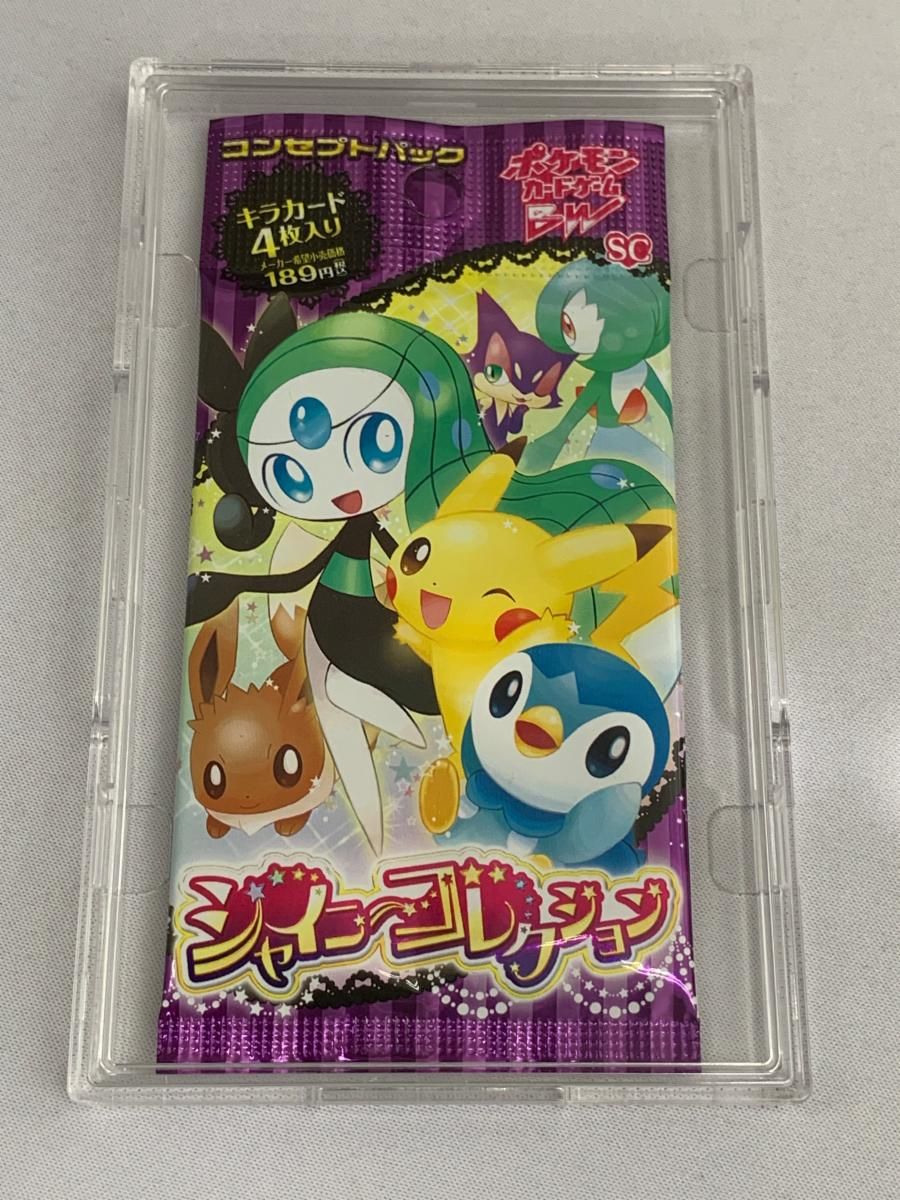 コンセプトパック
キラカード
4枚入り
メーカー希望小売価格
189円税込
ポケモン
カードゲーム
BW
SC
シャイニーコレクション